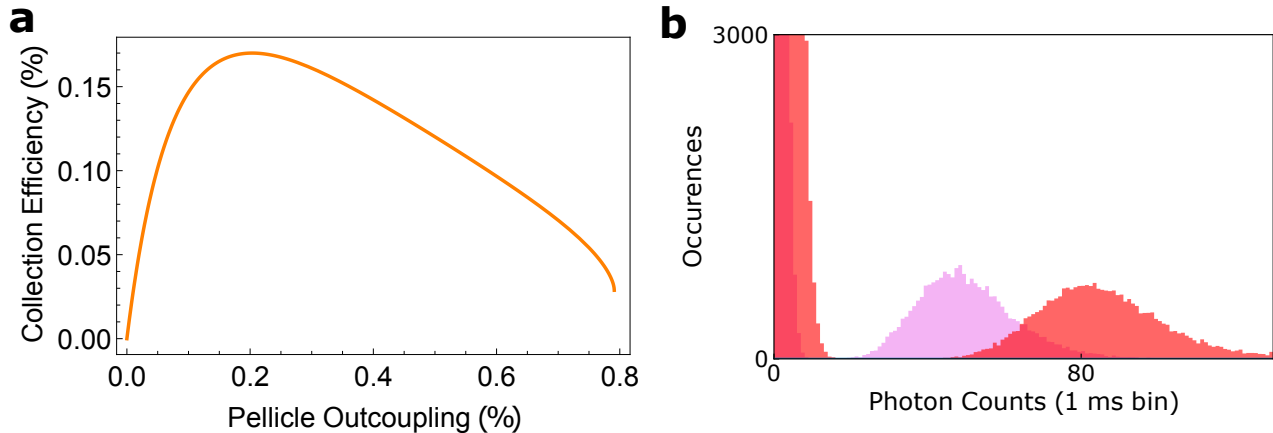 a
Collection Efficiency (%)
0.15
0.10
0.05
0.00
0.0 0.2 0.4 0.6 0.8
Pellicle Outcoupling (%)
b
3000
Occurences
0
0 80
Photon Counts (1 ms bin)